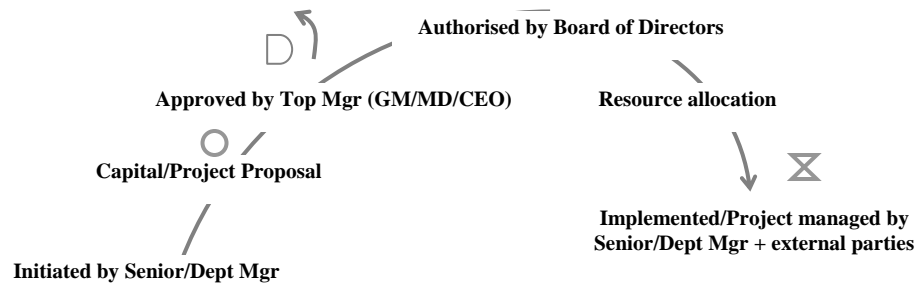 Authorised by Board of Directors
Approved by Top Mgr (GM/MD/CEO)
Resource allocation
Capital/Project Proposal
Implemented/Project managed by
Senior/Dept Mgr + external parties
Initiated by Senior/Dept Mgr